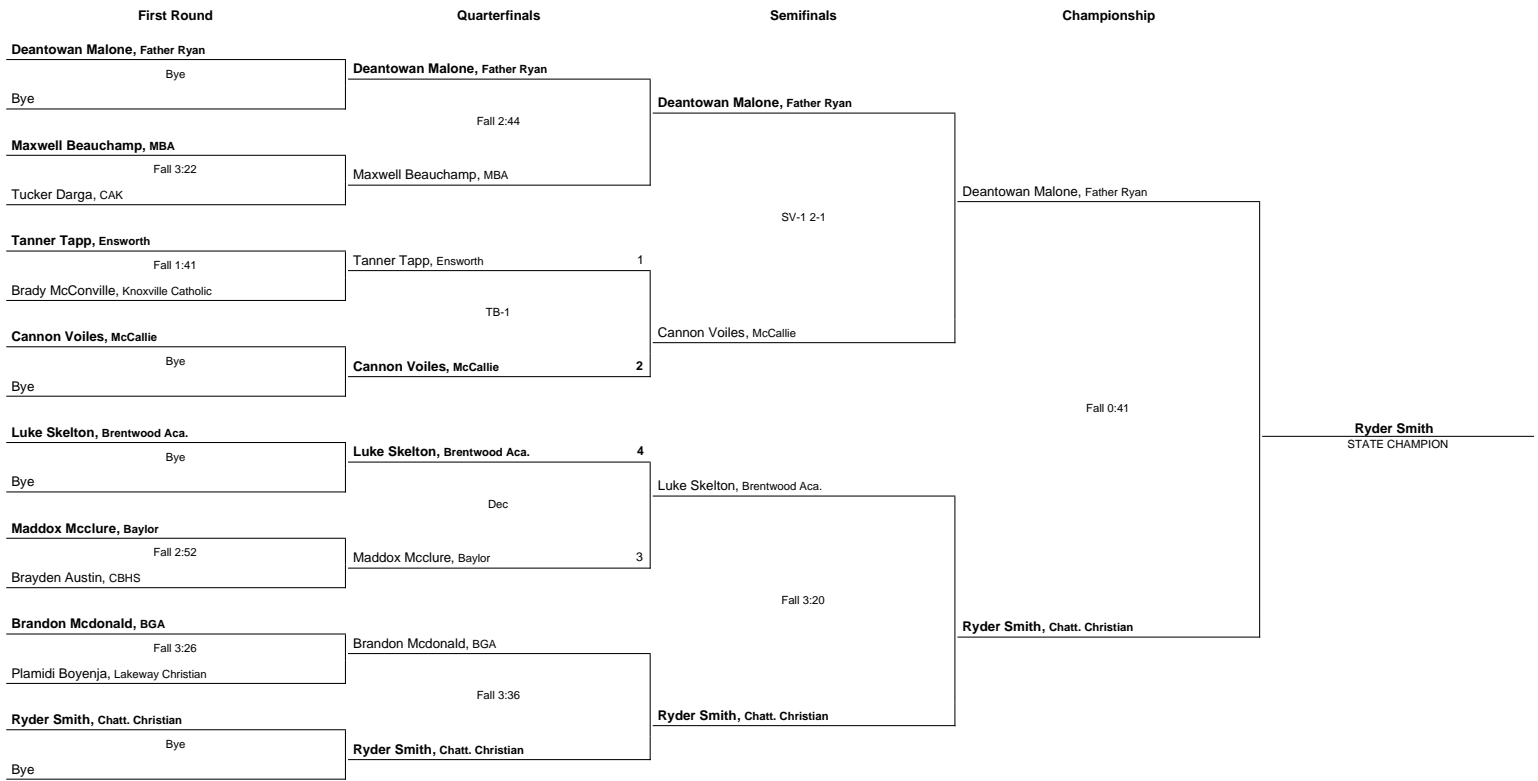 First Round
Quarterfinals
Semifinals
Championship
Deantowan Malone, Father Ryan
Bye
Bye
Maxwell Beauchamp, MBA
Fall 3:22
Tucker Darga, CAK
Tanner Tapp, Ensworth
Fall 1:41
Brady McConville, Knoxville Catholic
Cannon Voiles, McCallie
Bye
Bye
Luke Skelton, Brentwood Aca.
Bye
Bye
Maddox Mcclure, Baylor
Fall 2:52
Brayden Austin, CBHS
Brandon Mcdonald, BGA
Fall 3:26
Plamidi Boyenja, Lakeway Christian
Ryder Smith, Chatt. Christian
Bye
Bye
Deantowan Malone, Father Ryan
Fall 2:44
Maxwell Beauchamp, MBA
Tanner Tapp, Ensworth 1
TB-1
Cannon Voiles, McCallie 2
Luke Skelton, Brentwood Aca. 4
Dec
Maddox Mcclure, Baylor 3
Brandon Mcdonald, BGA
Fall 3:36
Ryder Smith, Chatt. Christian
Deantowan Malone, Father Ryan
SV-1 2-1
Cannon Voiles, McCallie
Luke Skelton, Brentwood Aca.
Fall 3:20
Ryder Smith, Chatt. Christian
Deantowan Malone, Father Ryan
Fall 0:41
Ryder Smith, Chatt. Christian
Ryder Smith
STATE CHAMPION